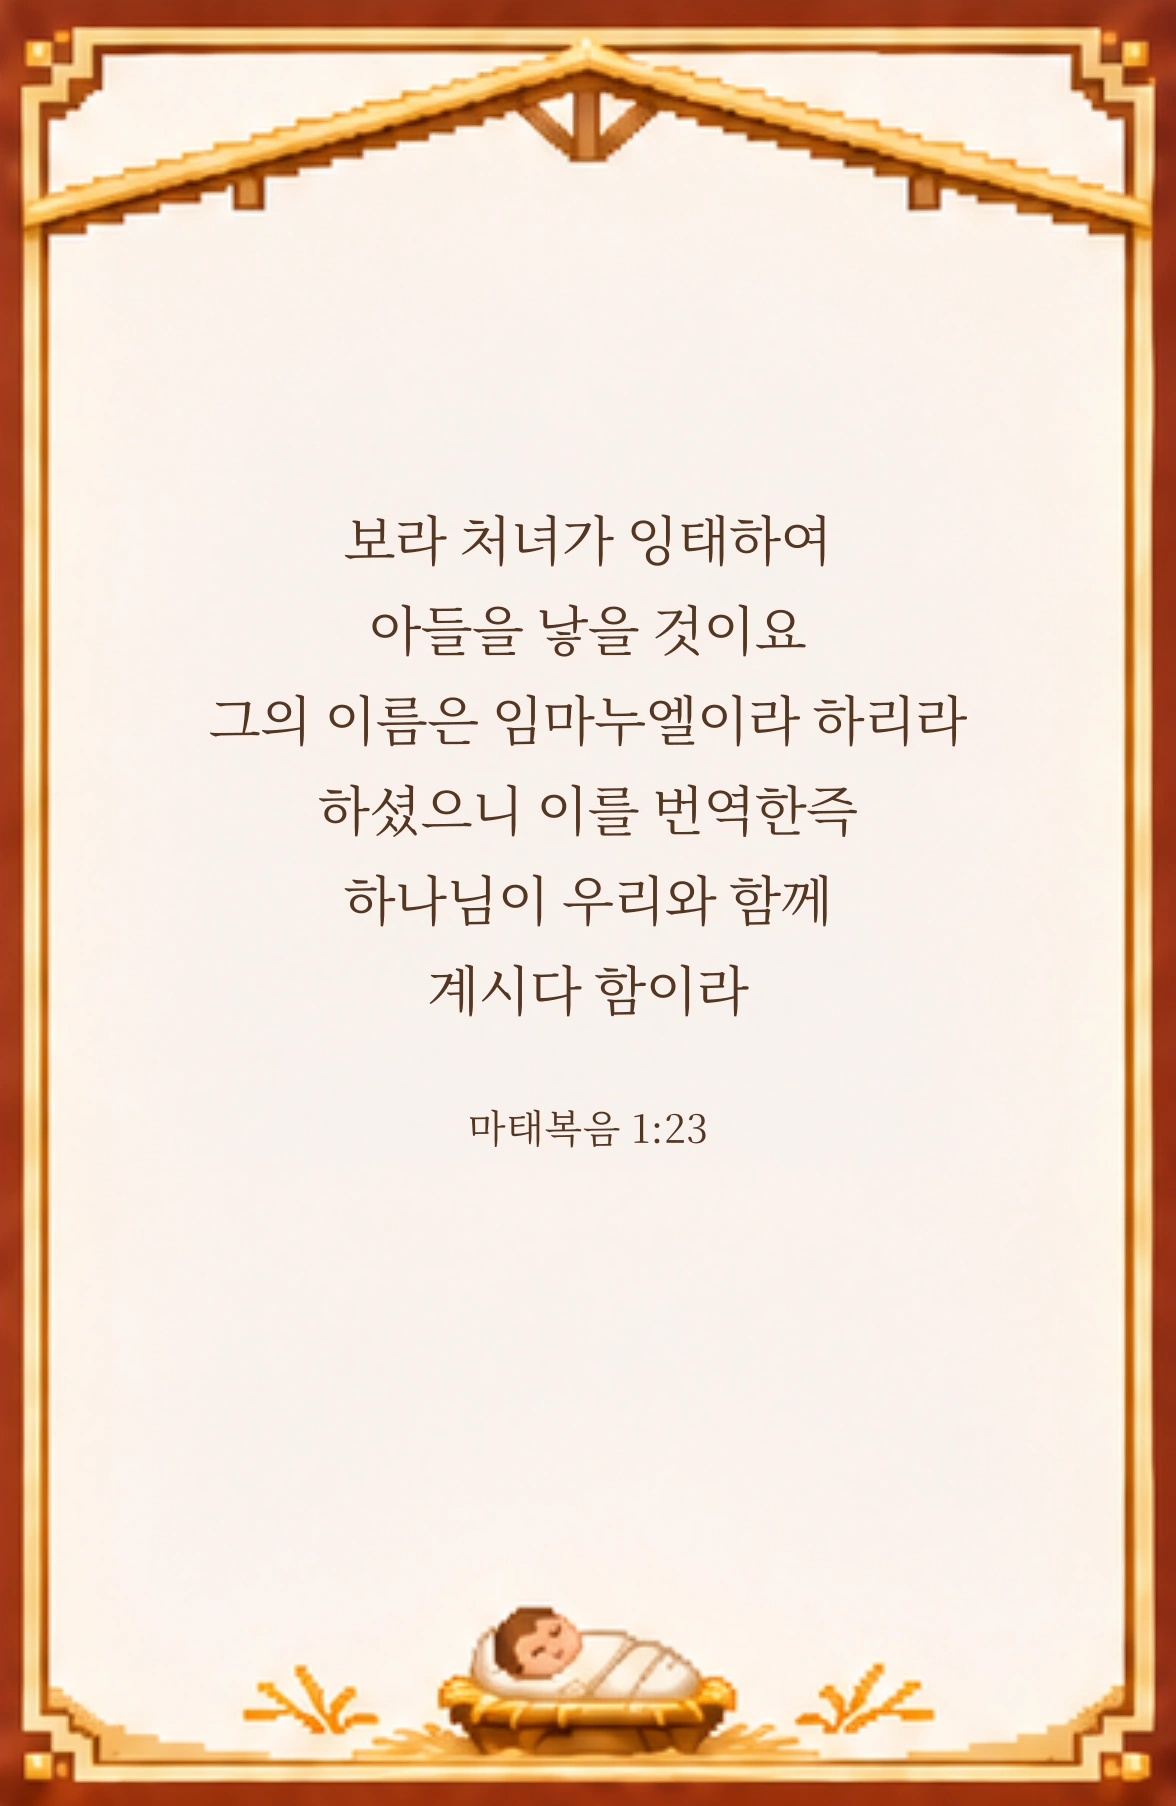 보라 처녀가 잉태하여
아들을 낳을 것이요
그의 이름은 임마누엘이라 하리라
하셨으니 이를 번역한즉
하나님이 우리와 함께
계시다 함이라
마태복음 1:23